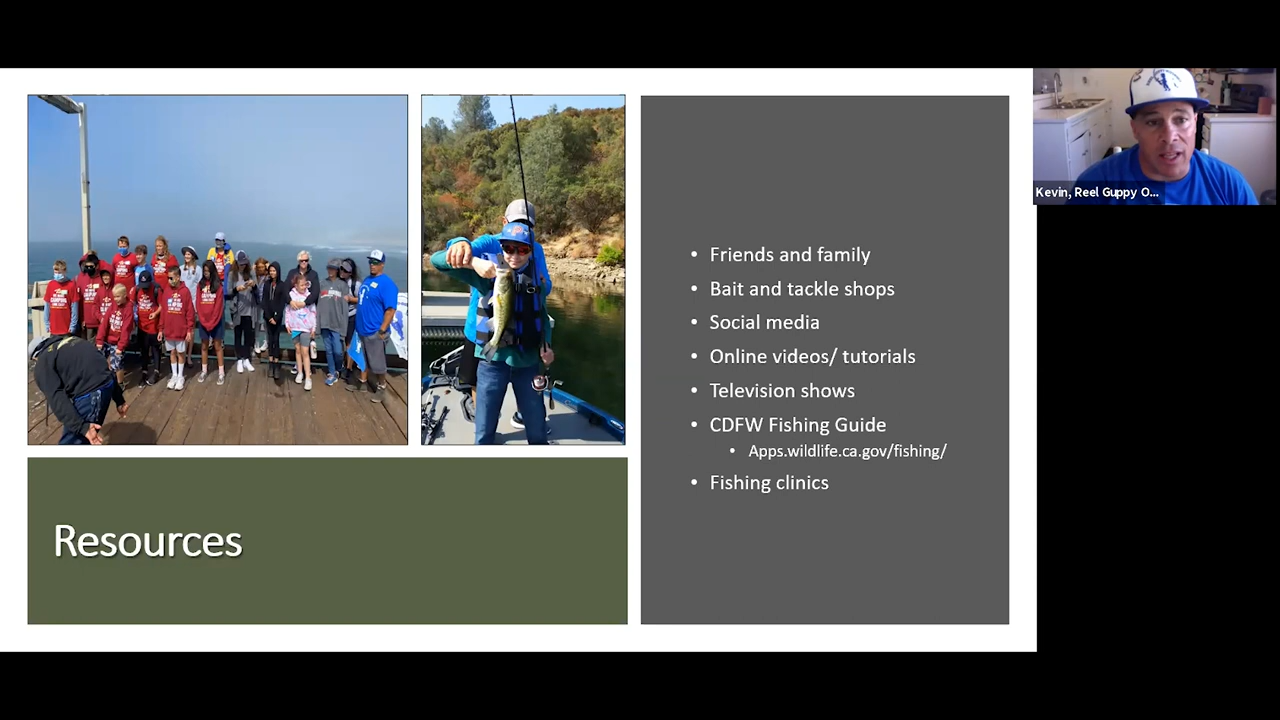 Kevin, Reel Guppy O...
• Friends and family
• Bait and tackle shops
• Social media
• Online videos/ tutorials
• Television shows
• CDFW Fishing Guide
• Apps.wildlife.ca.gov/fishing/
• Fishing clinics
Resources